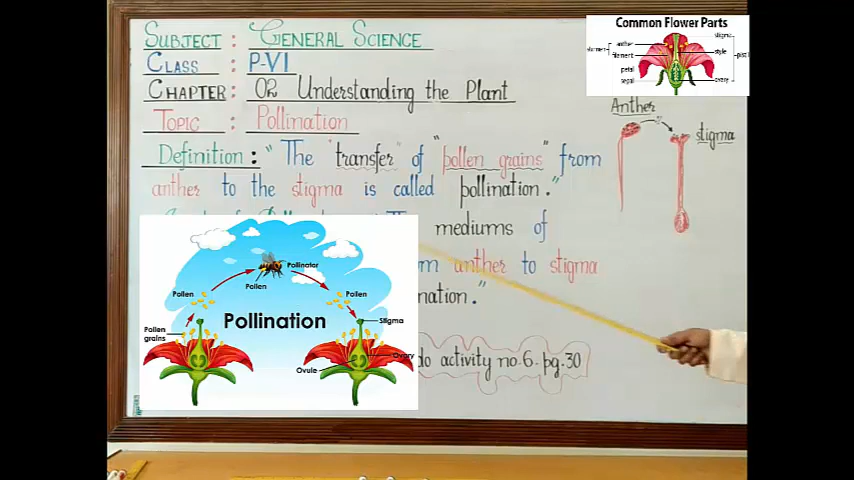 SUBJECT : GENERAL SCIENCE
CLASS : P-VI
CHAPTER : 02 Understanding the Plant
TOPIC : Pollination
Definition : "The "transfer" of "pollen grains" from
anther to the stigma is called pollination."
mediums of
anther to stigma
nation."
do activity no.6. pg.30
Common Flower Parts
stigma
anther
filament
style
petal
sepal
ovary
Anther
stigma
Pollinator
Pollen
Pollen
Pollen
Pollination
Stigma
Pollen
grains
Ovary
Ovule